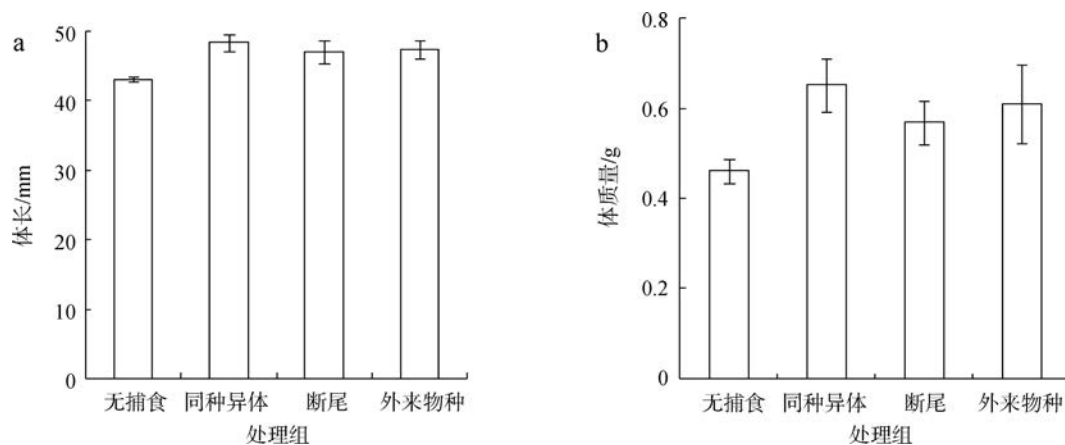 a
体长/mm
50
40
30
20
10
0
无捕食 同种异体 断尾 外来物种
处理组
b
体质量/g
0.8
0.6
0.4
0.2
0
无捕食 同种异体 断尾 外来物种
处理组